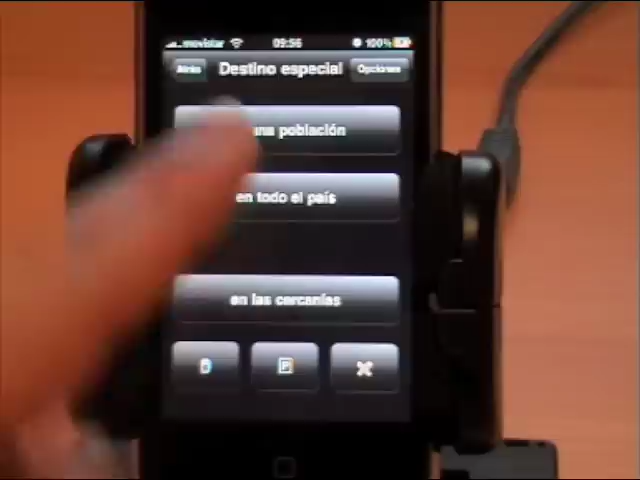 movistar 09:56 100%
Atrás Destino especial Opciones
una población
en todo el país
en las cercanías
P